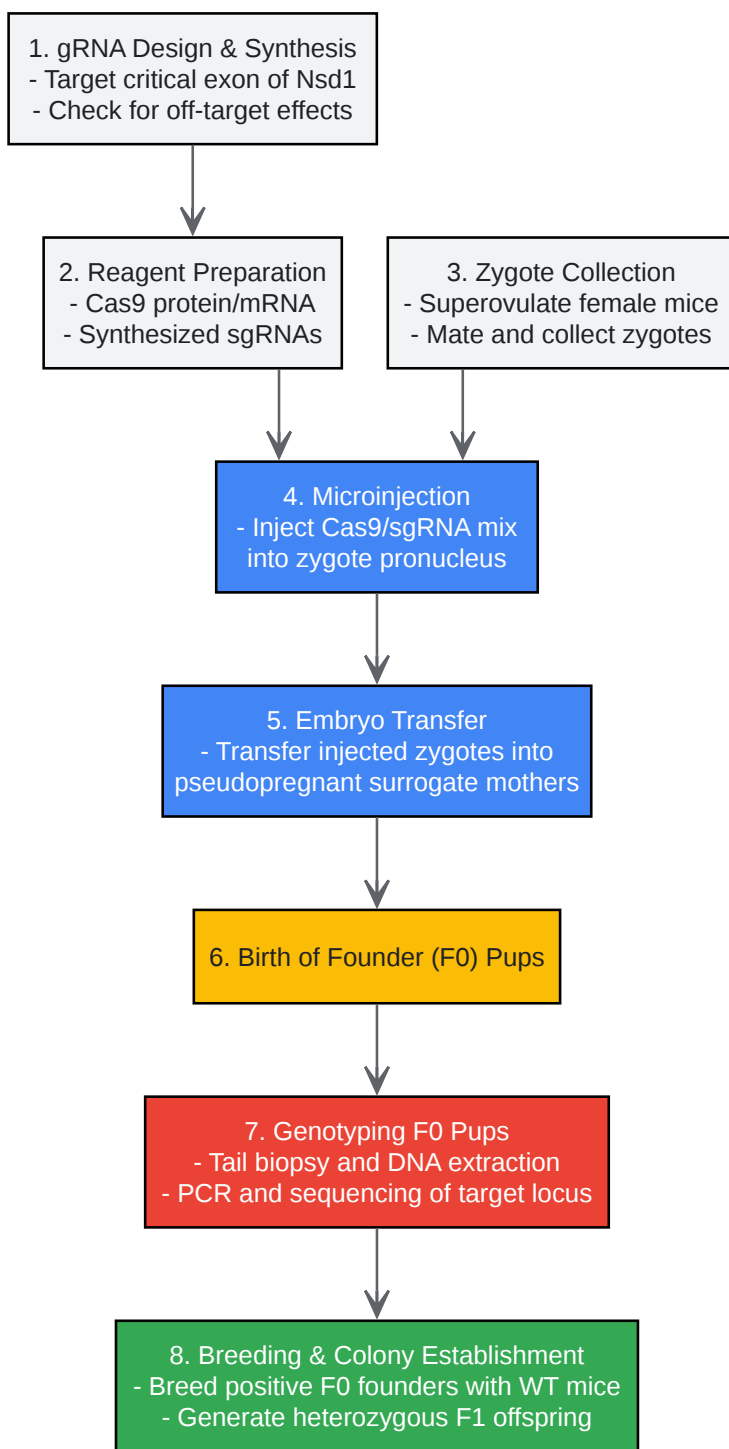 1. gRNA Design & Synthesis
- Target critical exon of Nsd1
- Check for off-target effects
2. Reagent Preparation
- Cas9 protein/mRNA
- Synthesized sgRNAs
3. Zygote Collection
- Superovulate female mice
- Mate and collect zygotes
4. Microinjection
- Inject Cas9/sgRNA mix
into zygote pronucleus
5. Embryo Transfer
- Transfer injected zygotes into
pseudopregnant surrogate mothers
6. Birth of Founder (F0) Pups
7. Genotyping F0 Pups
- Tail biopsy and DNA extraction
- PCR and sequencing of target locus
8. Breeding & Colony Establishment
- Breed positive F0 founders with WT mice
- Generate heterozygous F1 offspring